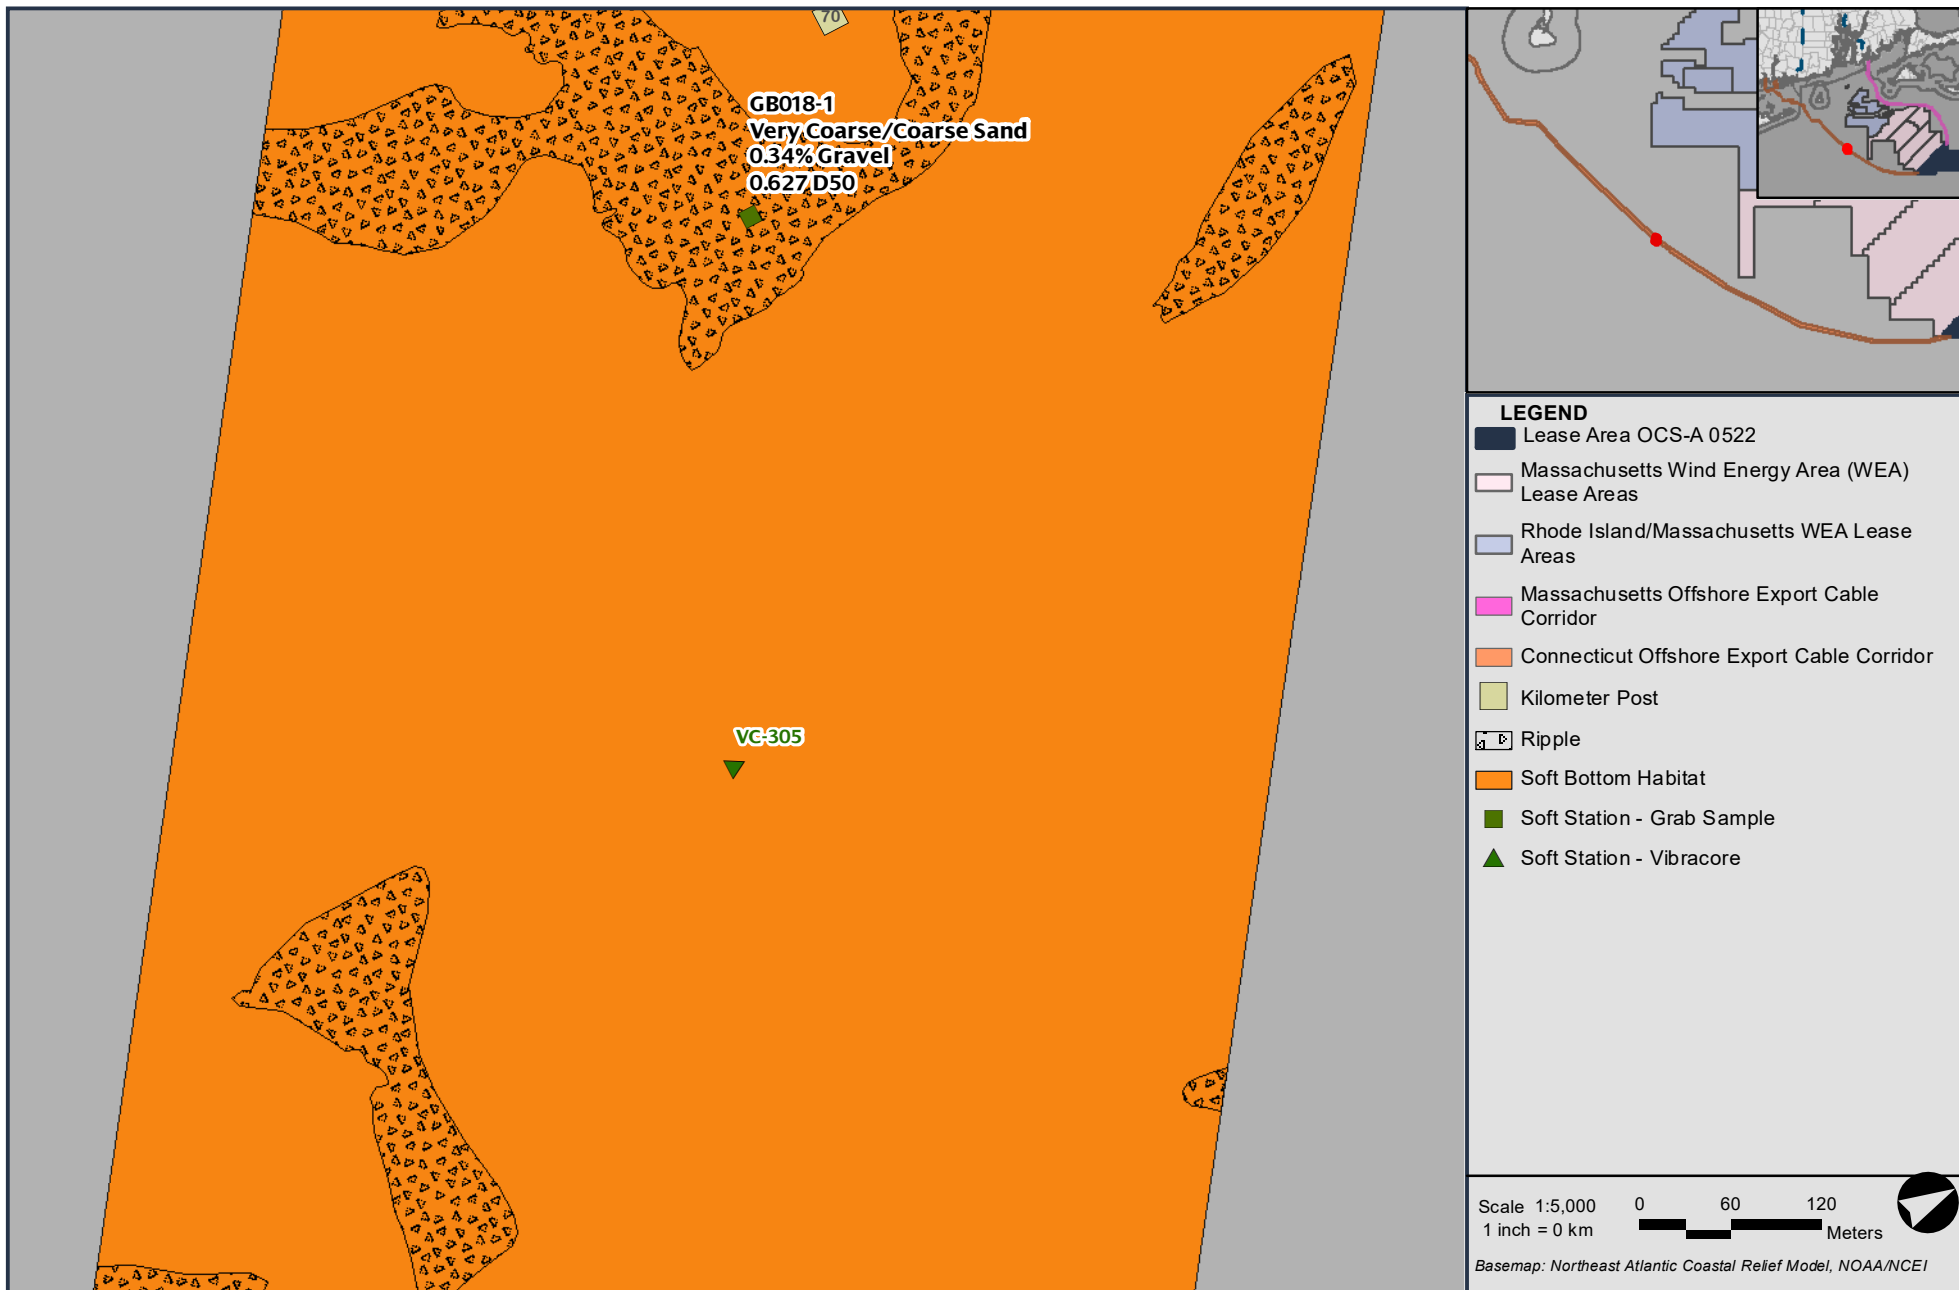 70
GB018-1
Very Coarse/Coarse Sand
0.34% Gravel
0.627 D50
VC-305
LEGEND
Lease Area OCS-A 0522
Massachusetts Wind Energy Area (WEA)
Lease Areas
Rhode Island/Massachusetts WEA Lease
Areas
Massachusetts Offshore Export Cable
Corridor
Connecticut Offshore Export Cable Corridor
Kilometer Post
Ripple
Soft Bottom Habitat
Soft Station - Grab Sample
Soft Station - Vibracore
Scale 1:5,000
1 inch = 0 km
0 60 120
Meters
Basemap: Northeast Atlantic Coastal Relief Model, NOAA/NCEI